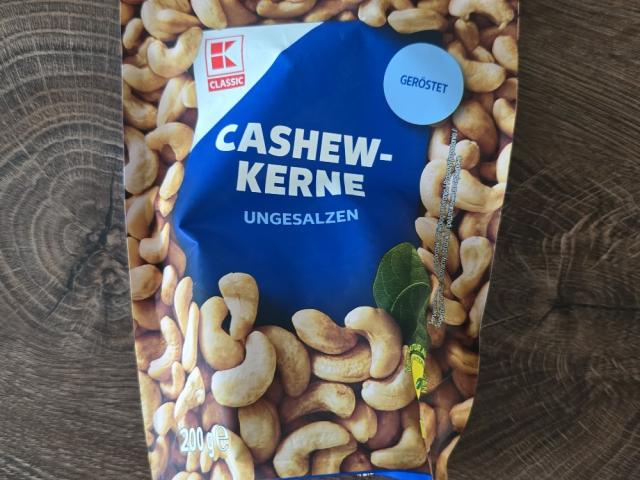 K
CLASSIC
GERÖSTET
CASHEW-
KERNE
UNGESALZEN
200 g e